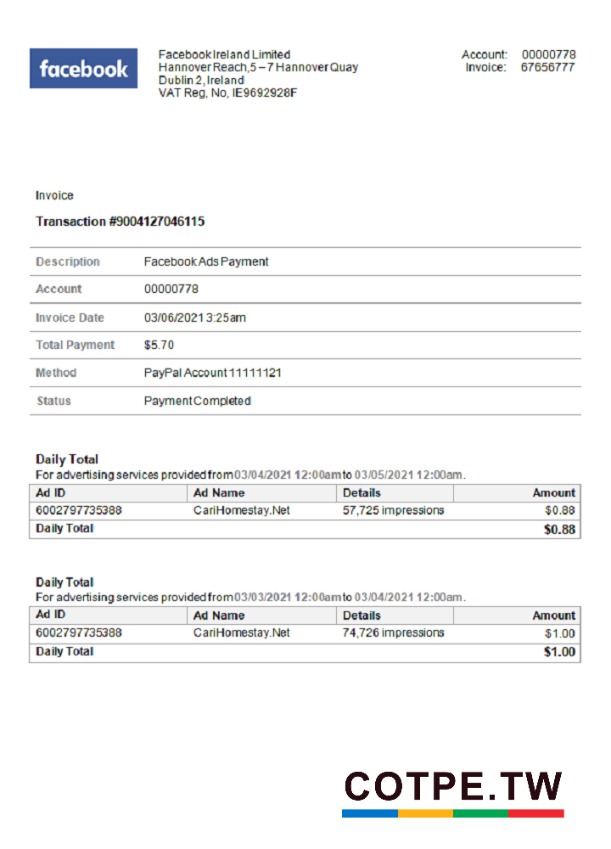 facebook
Facebook Ireland Limited
Hannover Reach, 5 – 7 Hannover Quay
Dublin 2, Ireland
VAT Reg, No, IE9692928F
Account: 00000778
Invoice: 67656777
Invoice
Transaction #9004127046115
Description Facebook Ads Payment
Account 00000778
Invoice Date 03/06/2021 3:25am
Total Payment $5.70
Method PayPal Account 11111121
Status Payment Completed
Daily Total
For advertising services provided from 03/04/2021 12:00am to 03/05/2021 12:00am.
Ad ID Ad Name Details Amount
6002797735388 CariHomestay.Net 57,725 impressions $0.88
Daily Total $0.88
Daily Total
For advertising services provided from 03/03/2021 12:00am to 03/04/2021 12:00am.
Ad ID Ad Name Details Amount
6002797735388 CariHomestay.Net 74,726 impressions $1.00
Daily Total $1.00
COTPE.TW